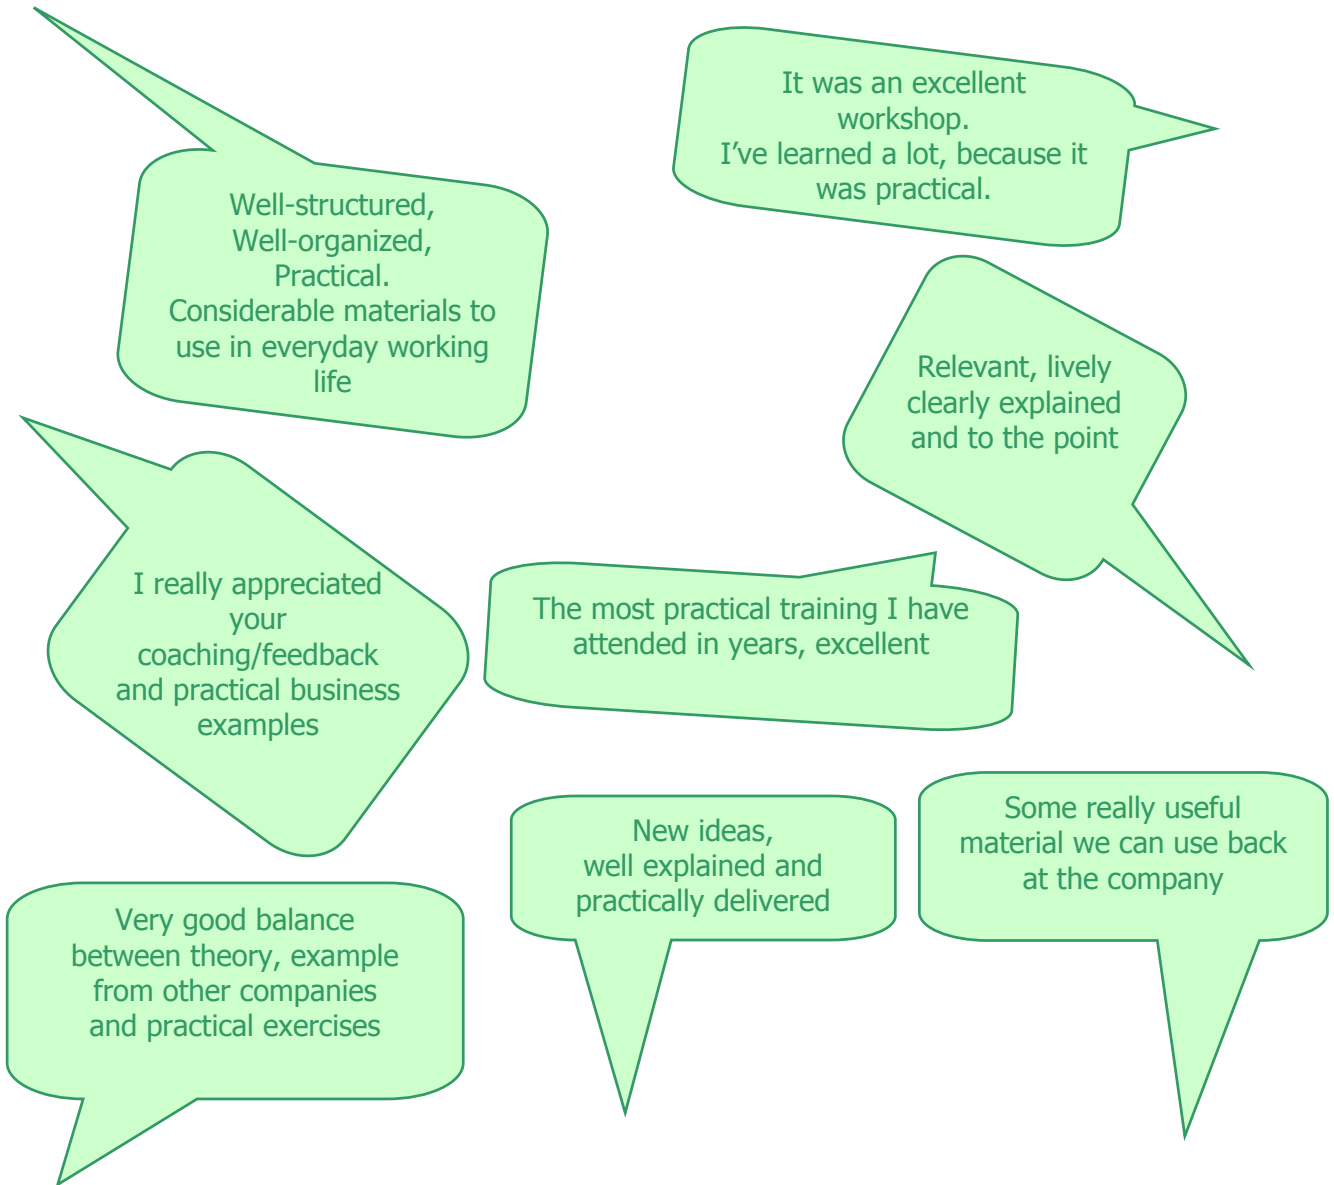 It was an excellent
workshop.
I’ve learned a lot, because it
was practical.
Well-structured,
Well-organized,
Practical.
Considerable materials to
use in everyday working
life
Relevant, lively
clearly explained
and to the point
I really appreciated
your
coaching/feedback
and practical business
examples
The most practical training I have
attended in years, excellent
New ideas,
well explained and
practically delivered
Some really useful
material we can use back
at the company
Very good balance
between theory, example
from other companies
and practical exercises